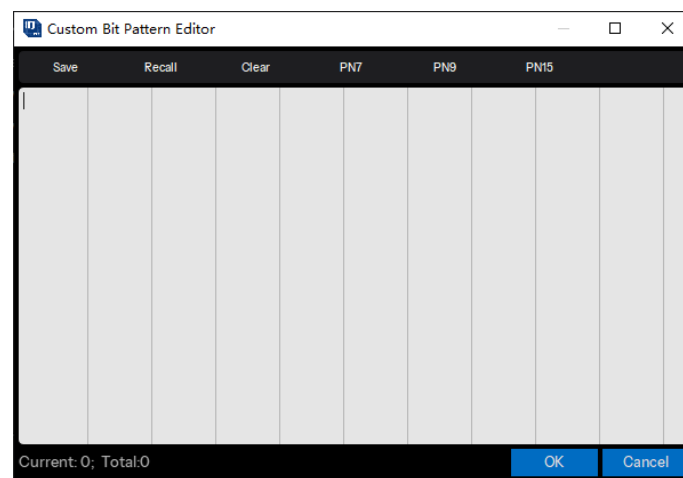 Custom Bit Pattern Editor
Save Recall Clear PN7 PN9 PN15
Current: 0; Total:0 OK Cancel